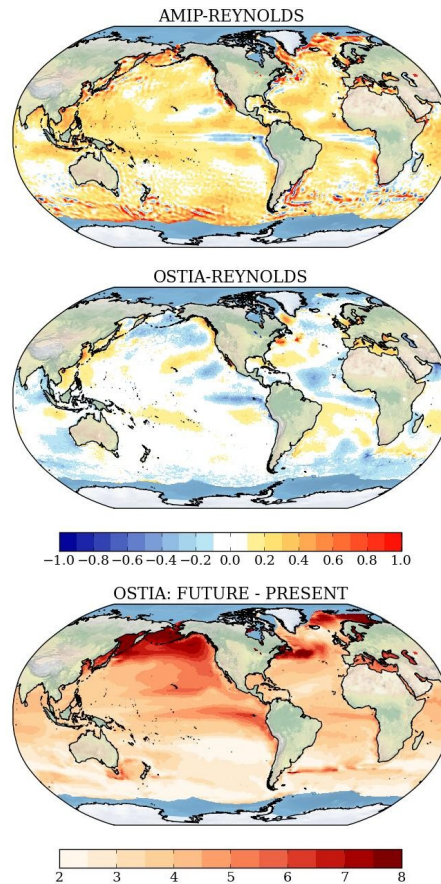 AMIP-REYNOLDS
OSTIA-REYNOLDS
−1.0 −0.8 −0.6 −0.4 −0.2 0.0 0.2 0.4 0.6 0.8 1.0
OSTIA: FUTURE - PRESENT
2 3 4 5 6 7 8